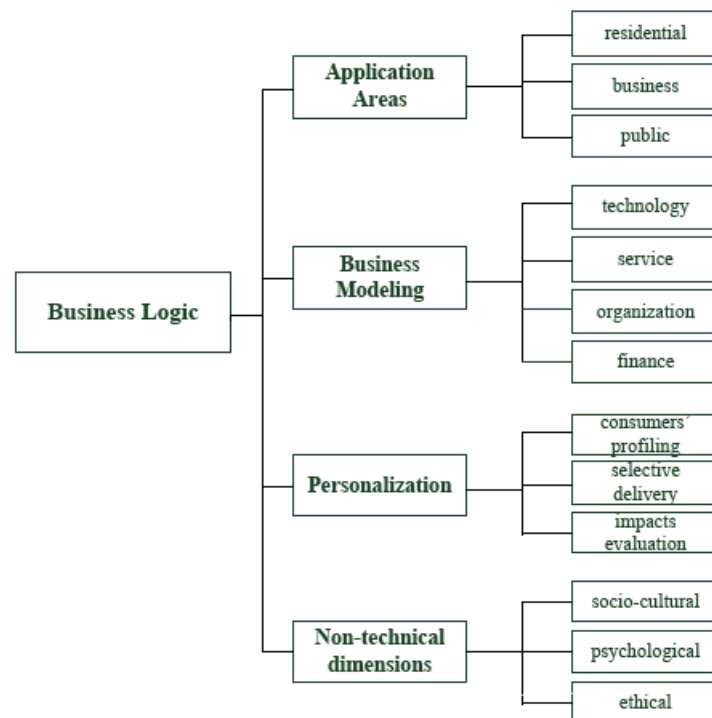 Business Logic
Application
Areas
residential
business
public
Business
Modeling
technology
service
organization
finance
Personalization
consumers'
profiling
selective
delivery
impacts
evaluation
Non-technical
dimensions
socio-cultural
psychological
ethical